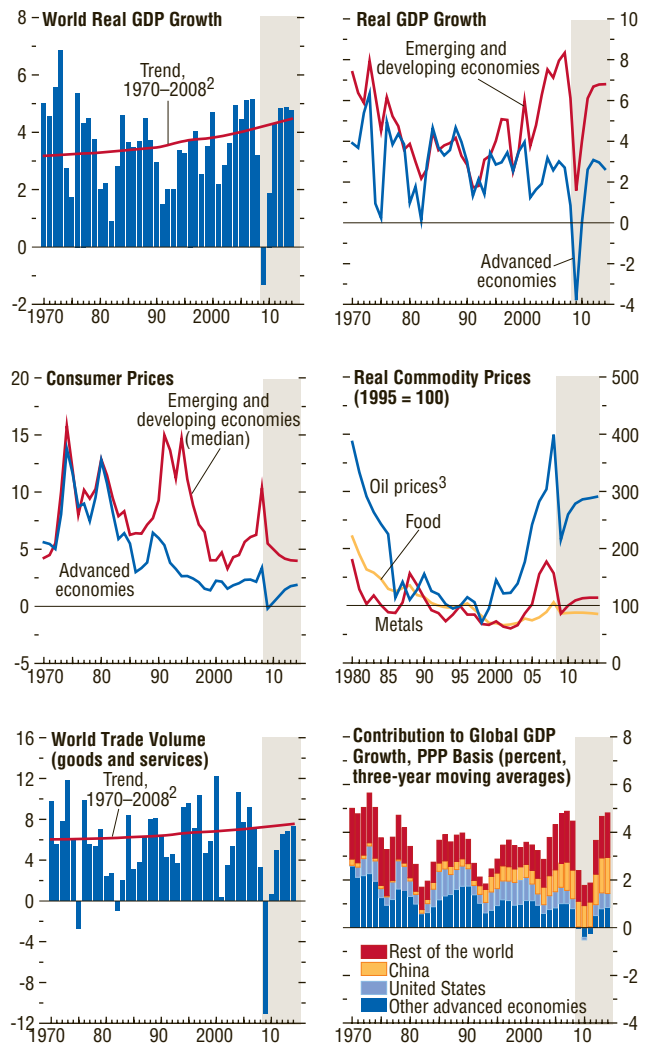 World Real GDP Growth
8
6
4
2
0
-2
Trend,
1970–2008²
1970
80
90
2000
10
Real GDP Growth
10
8
6
4
2
0
-2
-4
Emerging and
developing economies
Advanced
economies
1970
80
90
2000
10
Consumer Prices
20
15
10
5
0
-5
Emerging and
developing economies
(median)
Advanced
economies
1970
80
90
2000
10
Real Commodity Prices
(1995 = 100)
500
400
300
200
100
0
Oil prices³
Food
Metals
1980
85
90
95
2000
05
10
World Trade Volume
(goods and services)
16
12
8
4
0
-4
-8
-12
Trend,
1970–2008²
1970
80
90
2000
10
Contribution to Global GDP
Growth, PPP Basis (percent,
three-year moving averages)
8
6
4
2
0
-2
-4
Rest of the world
China
United States
Other advanced economies
1970
80
90
2000
10